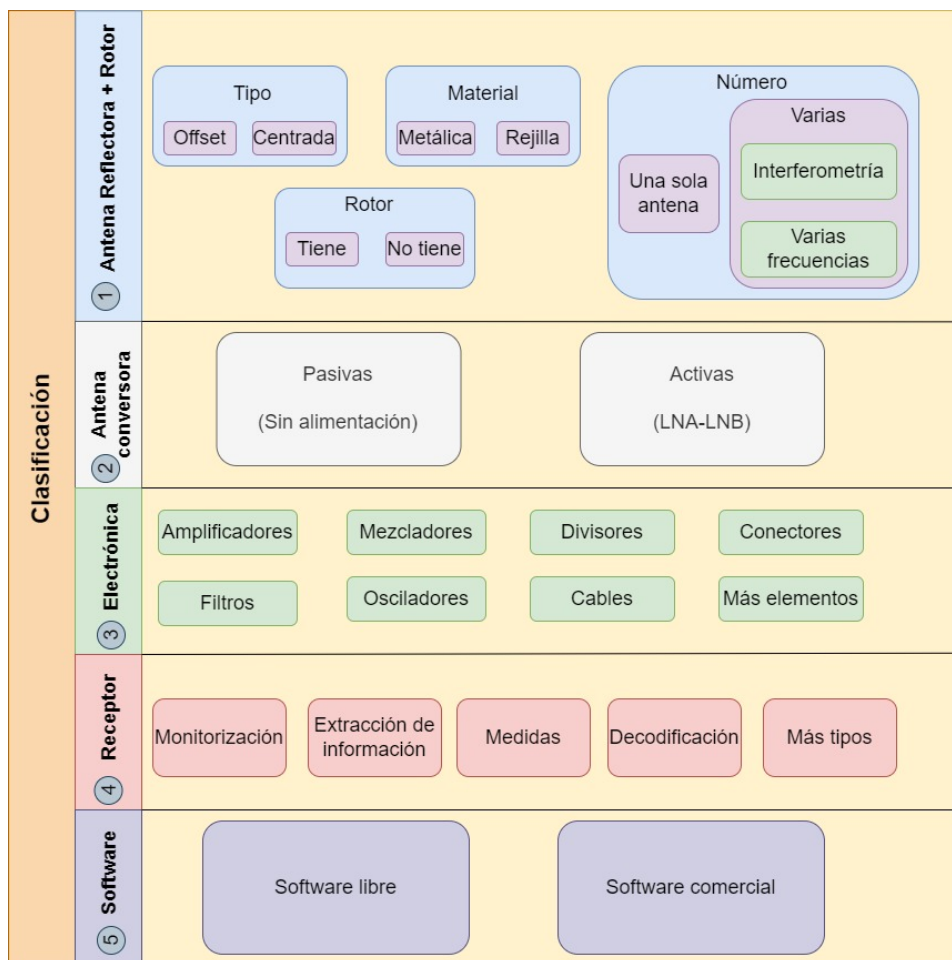 Clasificación
1 Antena Reflectora + Rotor
Tipo
Offset
Centrada
Material
Metálica
Rejilla
Rotor
Tiene
No tiene
Número
Una sola
antena
Varias
Interferometría
Varias
frecuencias
2 Antena
conversora
Pasivas
(Sin alimentación)
Activas
(LNA-LNB)
3 Electrónica
Amplificadores
Mezcladores
Divisores
Conectores
Filtros
Osciladores
Cables
Más elementos
4 Receptor
Monitorización
Extracción de
información
Medidas
Decodificación
Más tipos
5 Software
Software libre
Software comercial